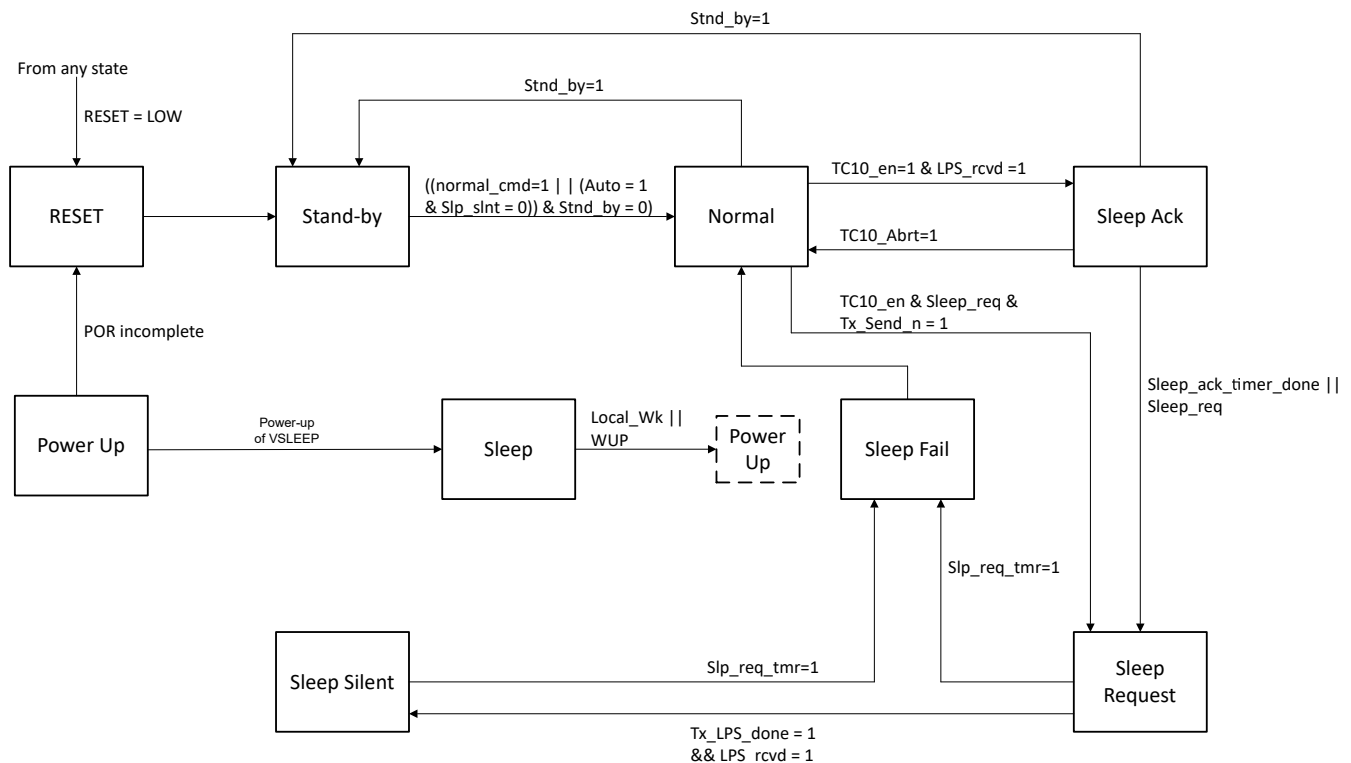 Stnd_by=1
From any state
Stnd_by=1
RESET = LOW
RESET
Stand-by
((normal_cmd=1 | | (Auto = 1
& Slp_slnt = 0)) & Stnd_by = 0)
Normal
TC10_en=1 & LPS_rcvd =1
Sleep Ack
TC10_Abrt=1
TC10_en & Sleep_req &
Tx_Send_n = 1
POR incomplete
Sleep_ack_timer_done ||
Sleep_req
Power Up
Power-up
of VSLEEP
Sleep
Local_Wk ||
WUP
Power
Up
Sleep Fail
Slp_req_tmr=1
Sleep Silent
Slp_req_tmr=1
Sleep
Request
Tx_LPS_done = 1
&& LPS_rcvd = 1